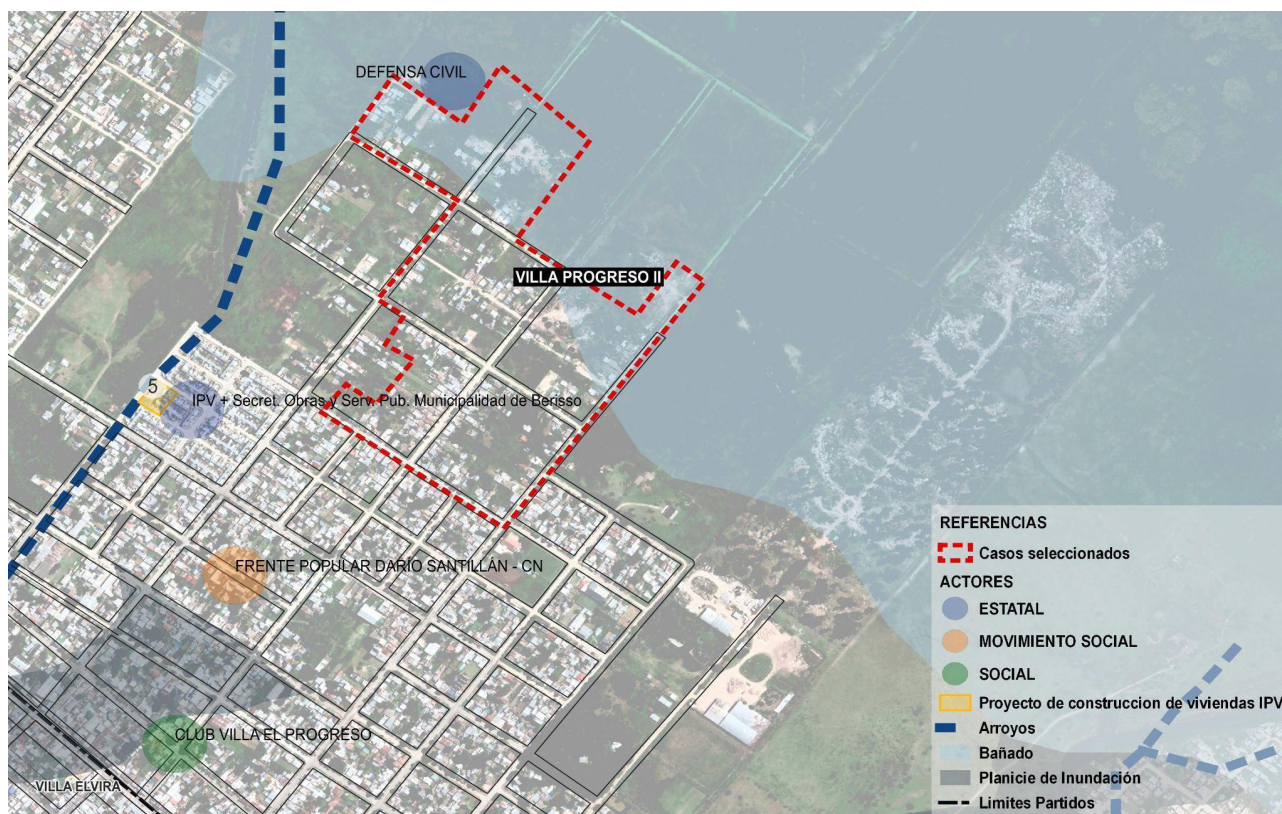 DEFENSA CIVIL
VILLA PROGRESO II
5
IPV + Secret. Obras y Serv. Pub. Municipalidad de Berisso
FRENTE POPULAR DARÍO SANTILLÁN - CN
CLUB VILLA EL PROGRESO
VILLA ELVIRA
REFERENCIAS
Casos seleccionados
ACTORES
ESTATAL
MOVIMIENTO SOCIAL
SOCIAL
Proyecto de construccion de viviendas IPV
Arroyos
Bañado
Planicie de Inundación
Limites Partidos